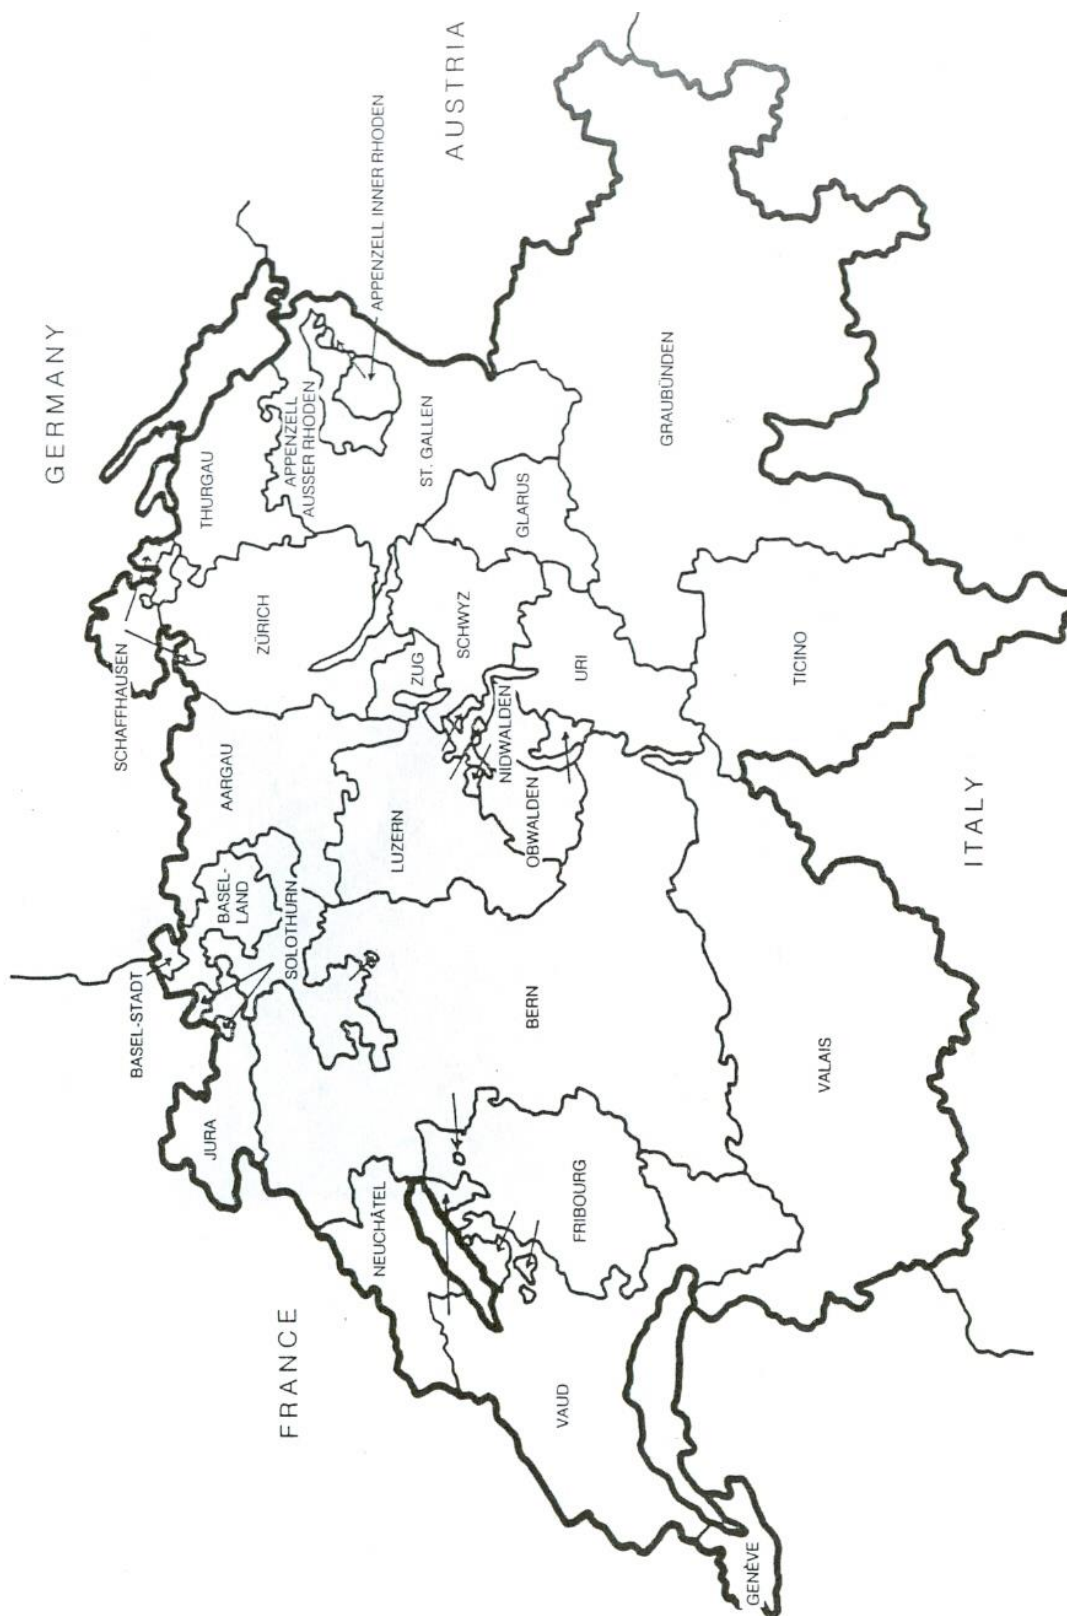 GERMANY
AUSTRIA
FRANCE
ITALY
SCHAFFHAUSEN
BASEL-STADT
THURGAU
APPENZELL INNER RHODEN
APPENZELL
AUSSER RHODEN
ZÜRICH
AARGAU
BASEL-
LAND
SOLOTHURN
JURA
ST. GALLEN
GLARUS
SCHWYZ
ZUG
LUZERN
NIDWALDEN
OBWALDEN
URI
GRAUBÜNDEN
BERN
NEUCHÂTEL
FRIBOURG
VAUD
TICINO
VALAIS
GENÈVE